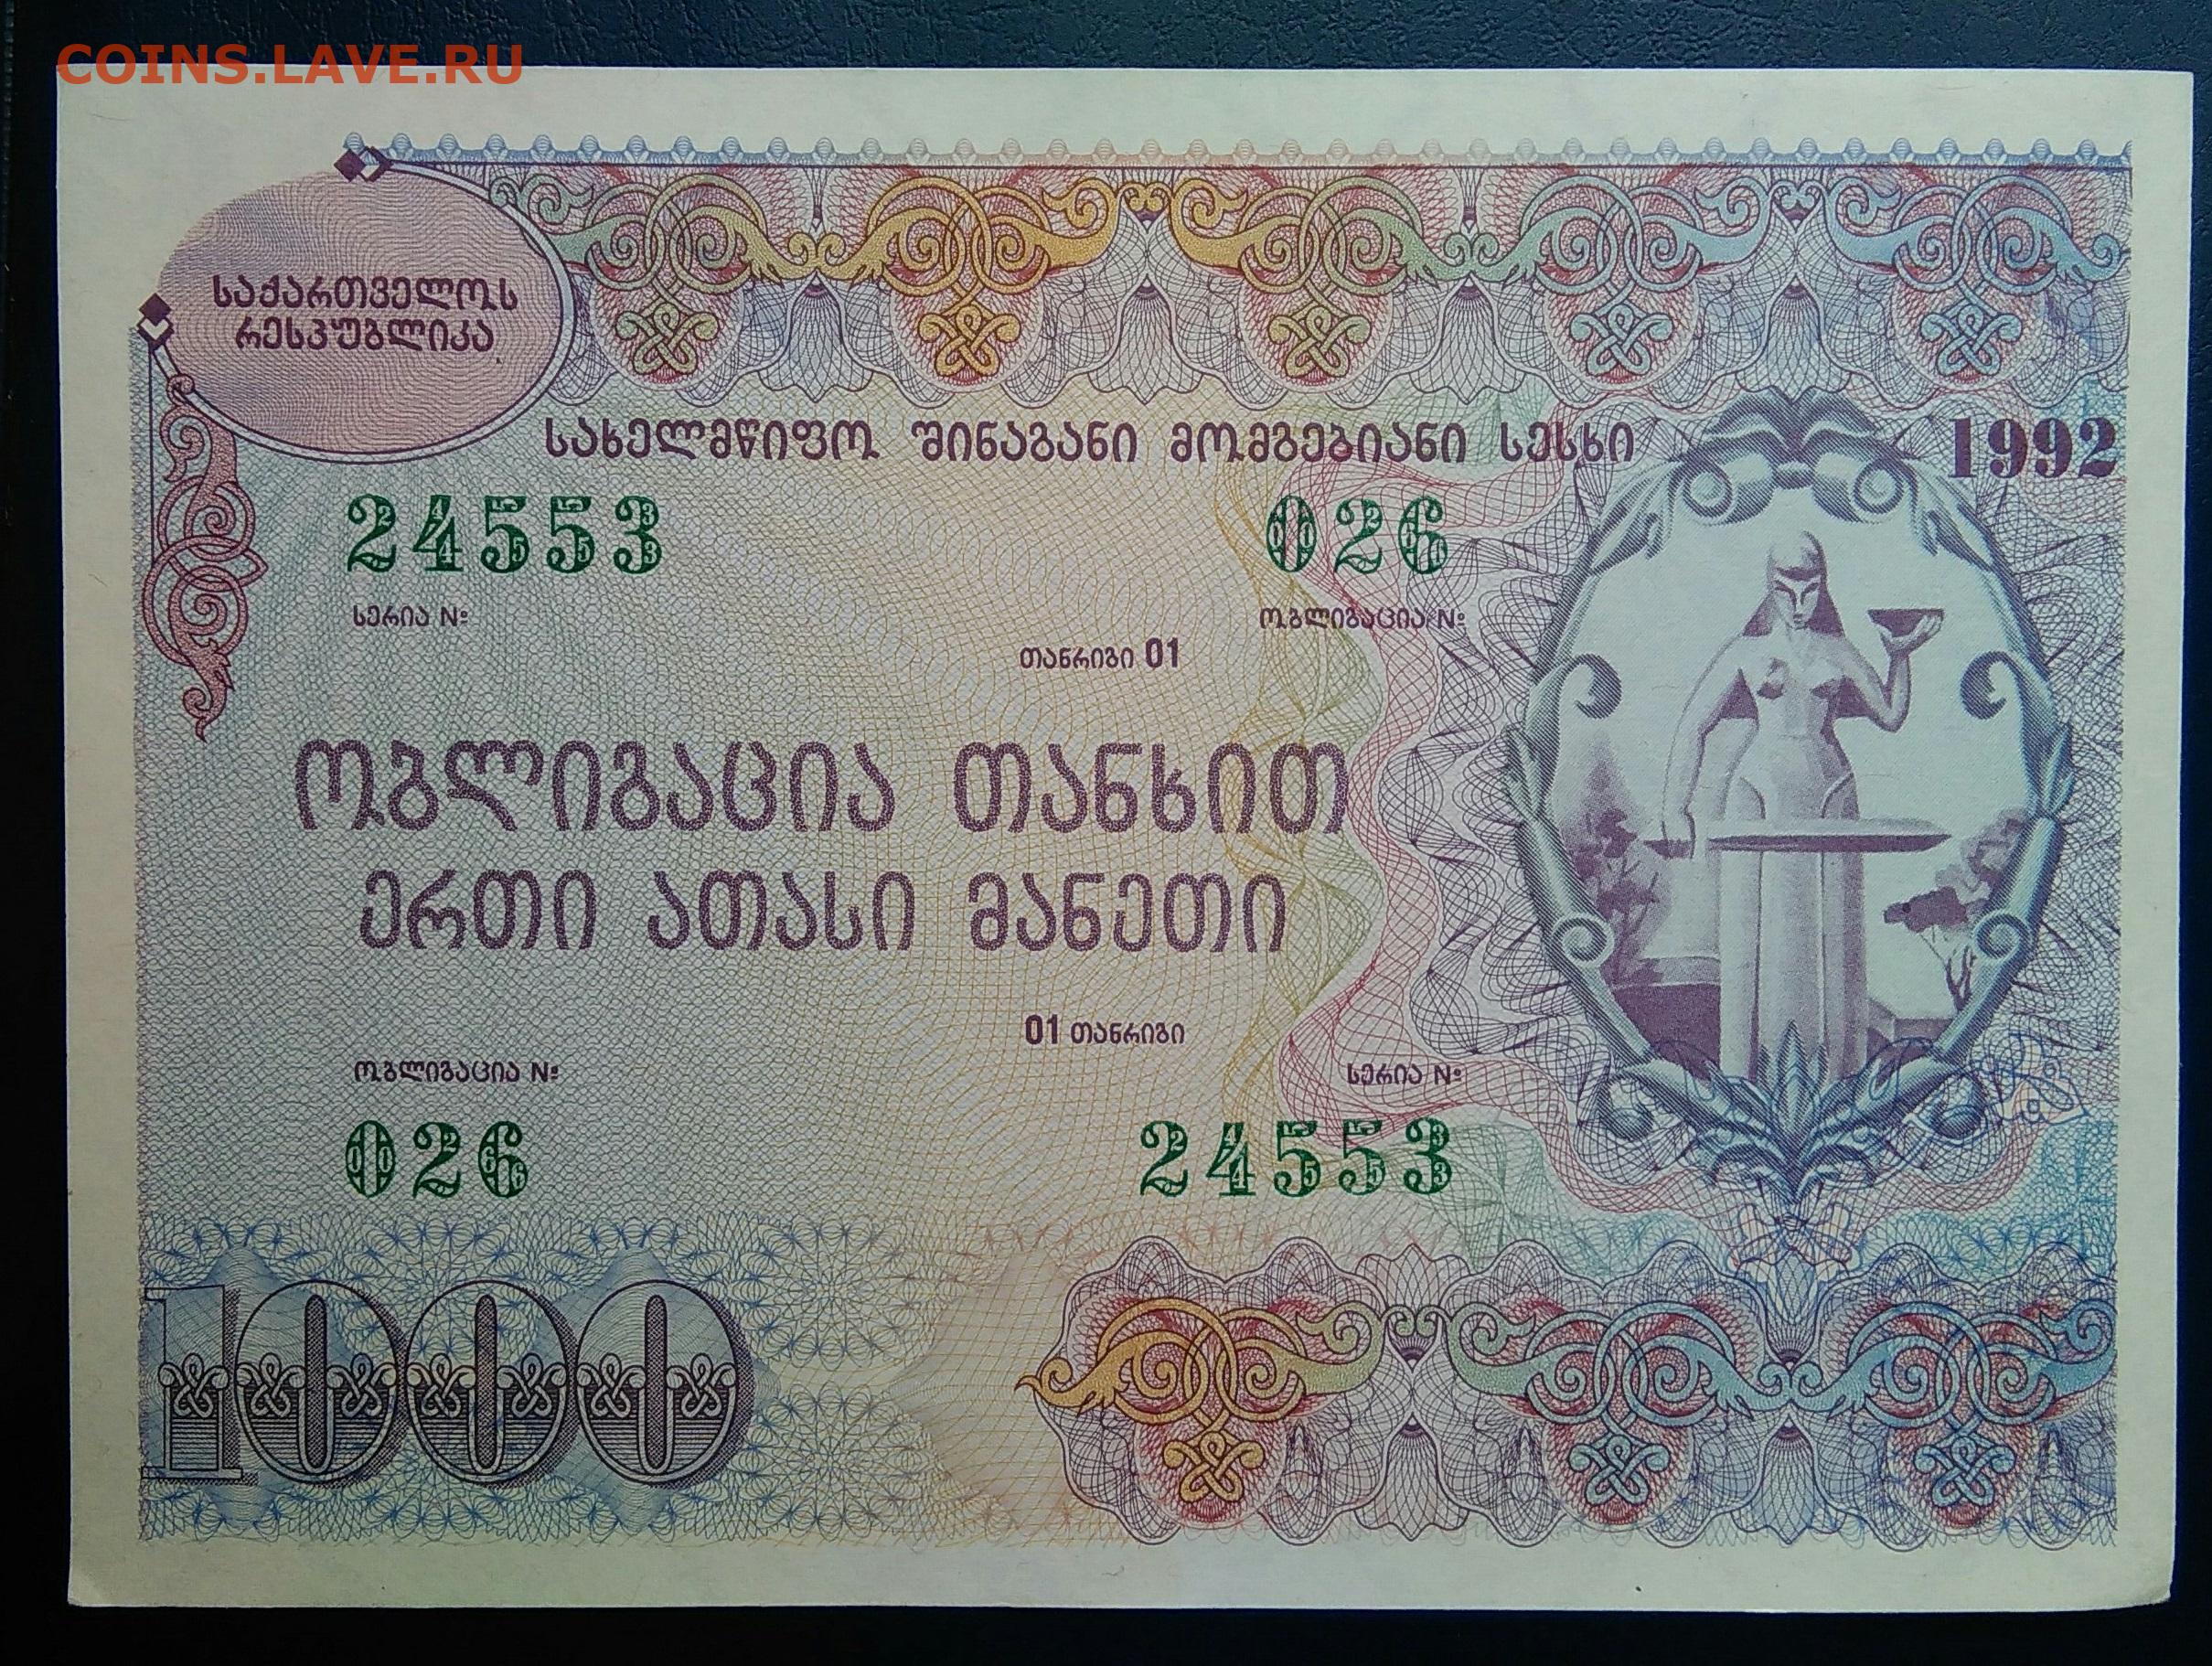 COINS.LAVE.RU
საქართველოს
რესპუბლიკა
სახელმწიფო შინაგანი მომგებიანი სესხი
1992
24553 026
სერია № ობლიგაცია №
თანრიგი 01
ობლიგაცია თანხით
ერთი ათასი მანეთი
01 თანრიგი
ობლიგაცია № სერია №
026 24553
1000